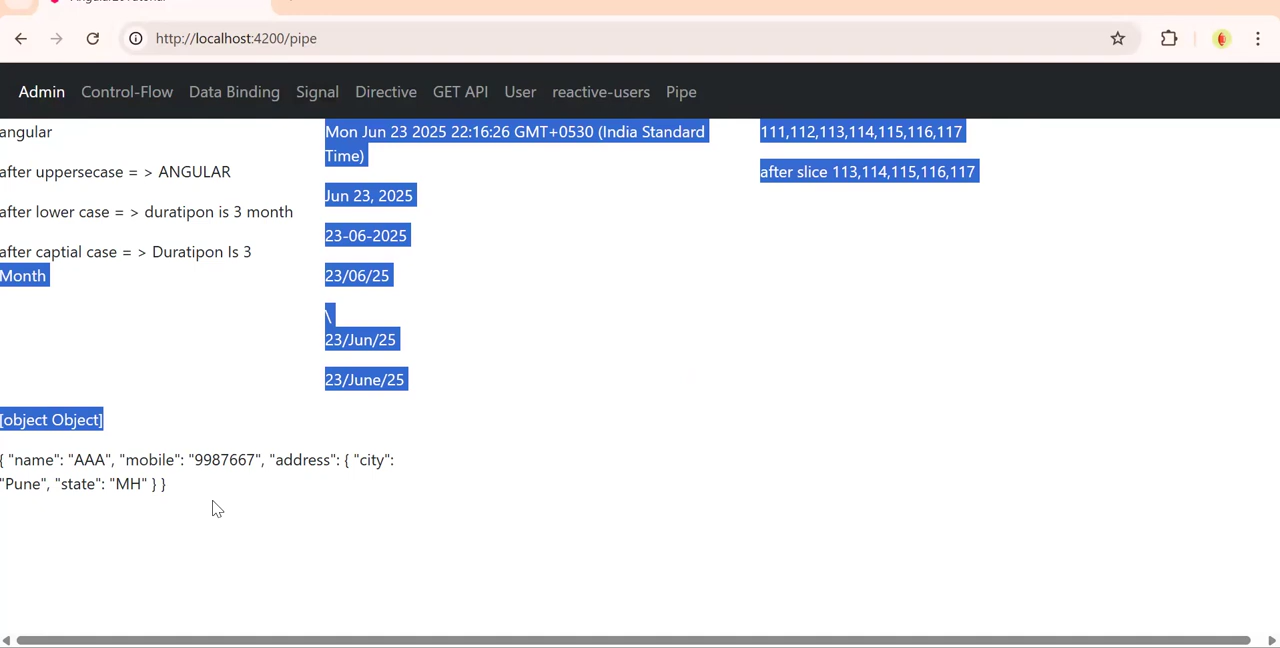 http://localhost:4200/pipe
Admin Control-Flow Data Binding Signal Directive GET API User reactive-users Pipe
angular
after uppersecase = > ANGULAR
after lower case = > duratipon is 3 month
after captial case = > Duratipon Is 3
Month
Mon Jun 23 2025 22:16:26 GMT+0530 (India Standard
Time)
Jun 23, 2025
23-06-2025
23/06/25
\
23/Jun/25
23/June/25
111,112,113,114,115,116,117
after slice 113,114,115,116,117
[object Object]
{ "name": "AAA", "mobile": "9987667", "address": { "city":
"Pune", "state": "MH" } }